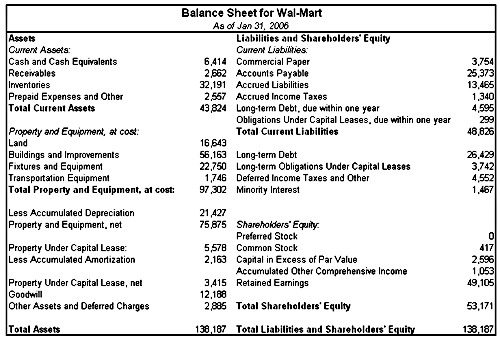 Balance Sheet for Wal-Mart
As of Jan 31, 2006
Assets Liabilities and Shareholders' Equity
Current Assets: Current Liabilities:
Cash and Cash Equivalents 6,414 Commercial Paper 3,754
Receivables 2,662 Accounts Payable 25,373
Inventories 32,191 Accrued Liabilities 13,465
Prepaid Expenses and Other 2,557 Accrued Income Taxes 1,340
Total Current Assets 43,824 Long-term Debt, due within one year 4,595
Obligations Under Capital Leases, due within one year 299
Property and Equipment, at cost: Total Current Liabilities 48,826
Land 16,643
Buildings and Improvements 56,163 Long-term Debt 26,429
Fixtures and Equipment 22,750 Long-term Obligations Under Capital Leases 3,742
Transportation Equipment 1,746 Deferred Income Taxes and Other 4,552
Total Property and Equipment, at cost: 97,302 Minority Interest 1,467
Less Accumulated Depreciation 21,427
Property and Equipment, net 75,875 Shareholders' Equity:
Preferred Stock 0
Property Under Capital Lease: 5,578 Common Stock 417
Less Accumulated Amortization 2,163 Capital in Excess of Par Value 2,596
Accumulated Other Comprehensive Income 1,053
Property Under Capital Lease, net 3,415 Retained Earnings 49,105
Goodwill 12,188
Other Assets and Deferred Charges 2,885 Total Shareholders' Equity 53,171
Total Assets 138,187 Total Liabilities and Shareholders' Equity 138,187